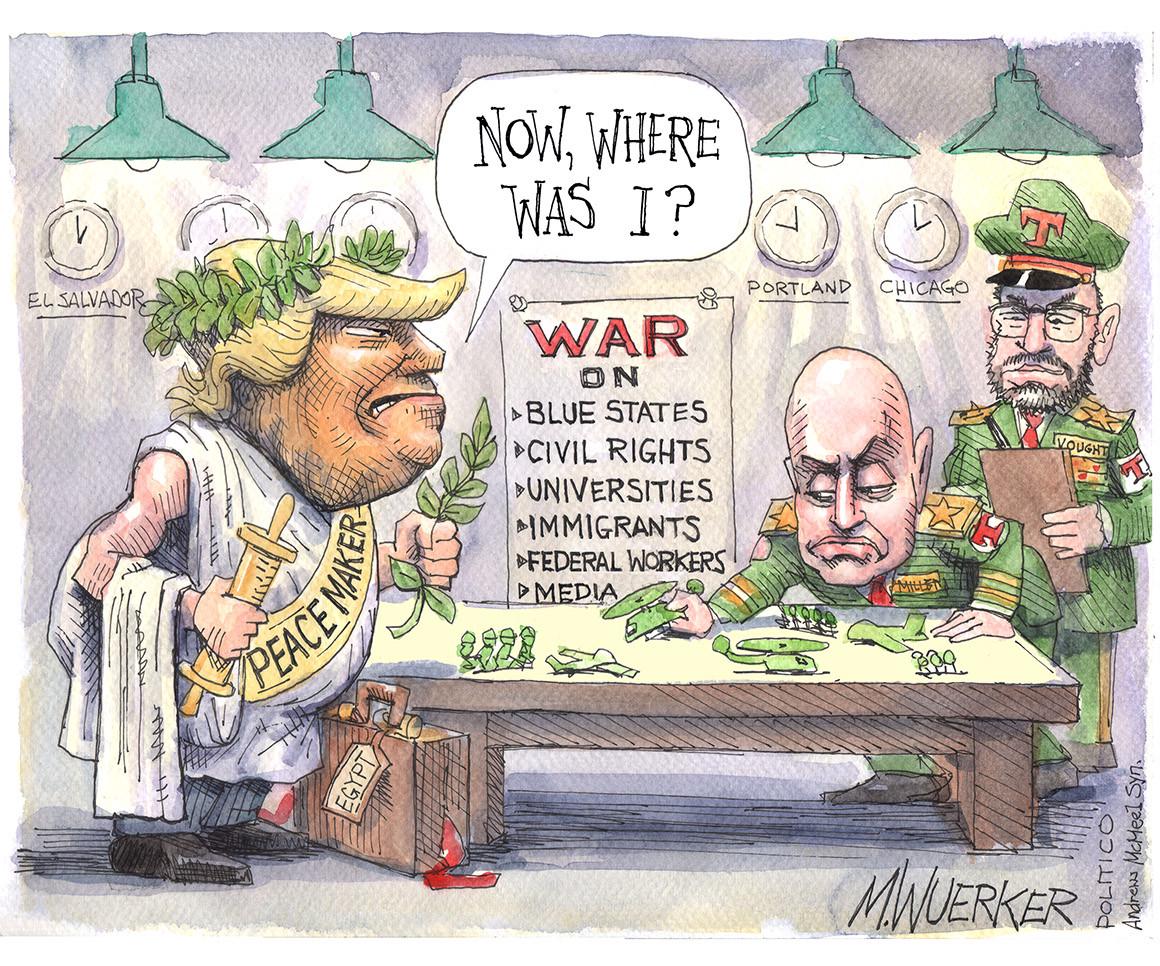 NOW, WHERE
WAS I?
EL SALVADOR
PORTLAND
CHICAGO
T
WAR
ON
▹BLUE STATES
▹CIVIL RIGHTS
▹UNIVERSITIES
▹IMMIGRANTS
▹FEDERAL WORKERS
▹MEDIA
VOUGHT
T
MILLER
PEACE MAKER
EGYPT
M.WUERKER
POLITICO
Andrews McMeel Syn.